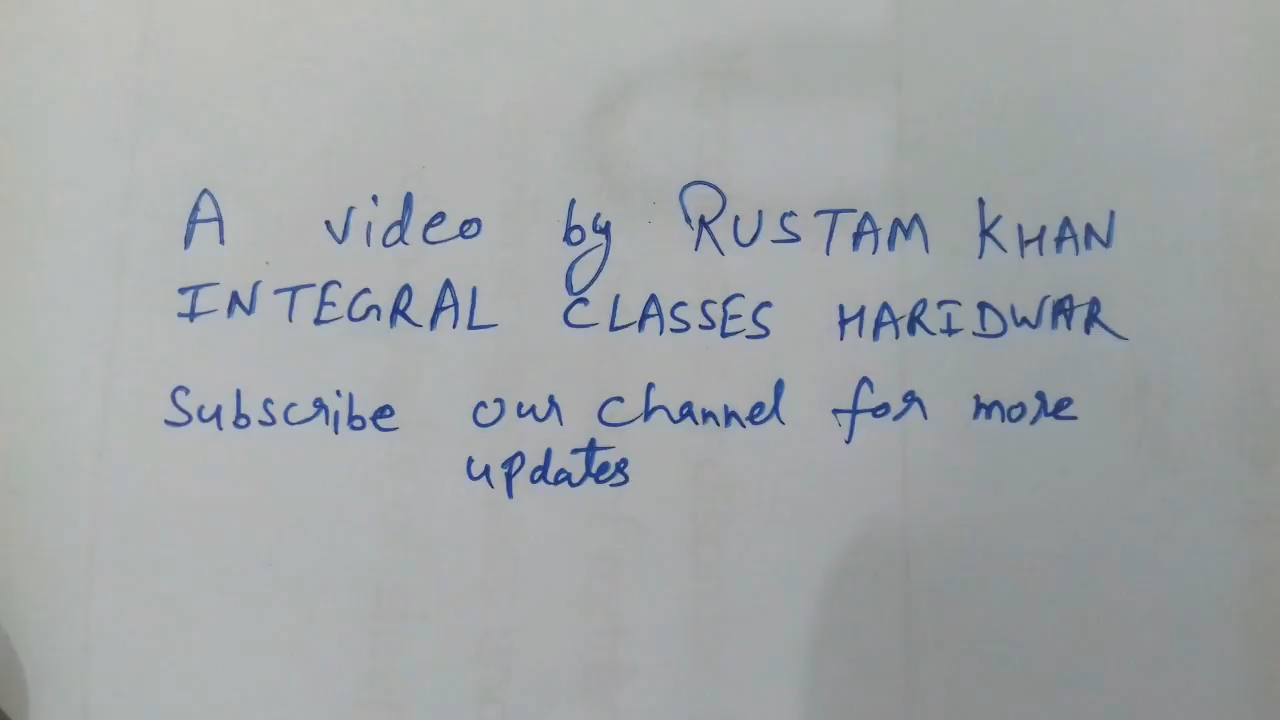 A video by RUSTAM KHAN
INTEGRAL CLASSES HARIDWAR
Subscribe our channel for more
updates